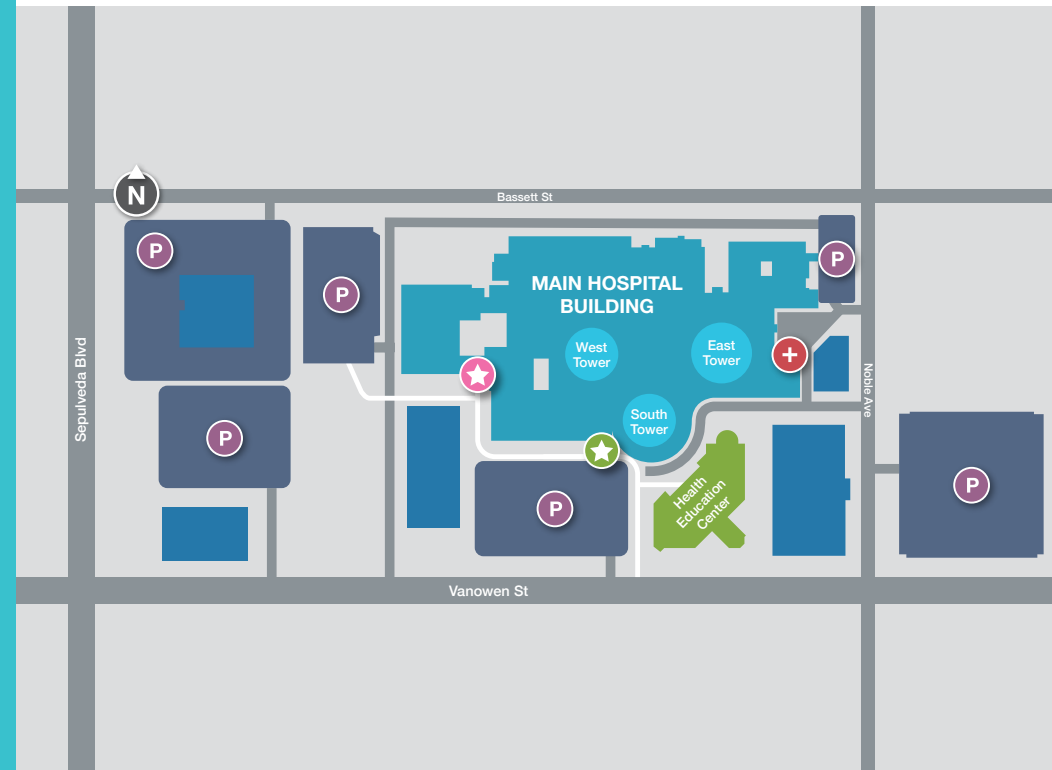 N
Bassett St
P
P
P
MAIN HOSPITAL
BUILDING
West
Tower
East
Tower
South
Tower
Sepulveda Blvd
Noble Ave
P
P
P
Health
Education
Center
Vanowen St